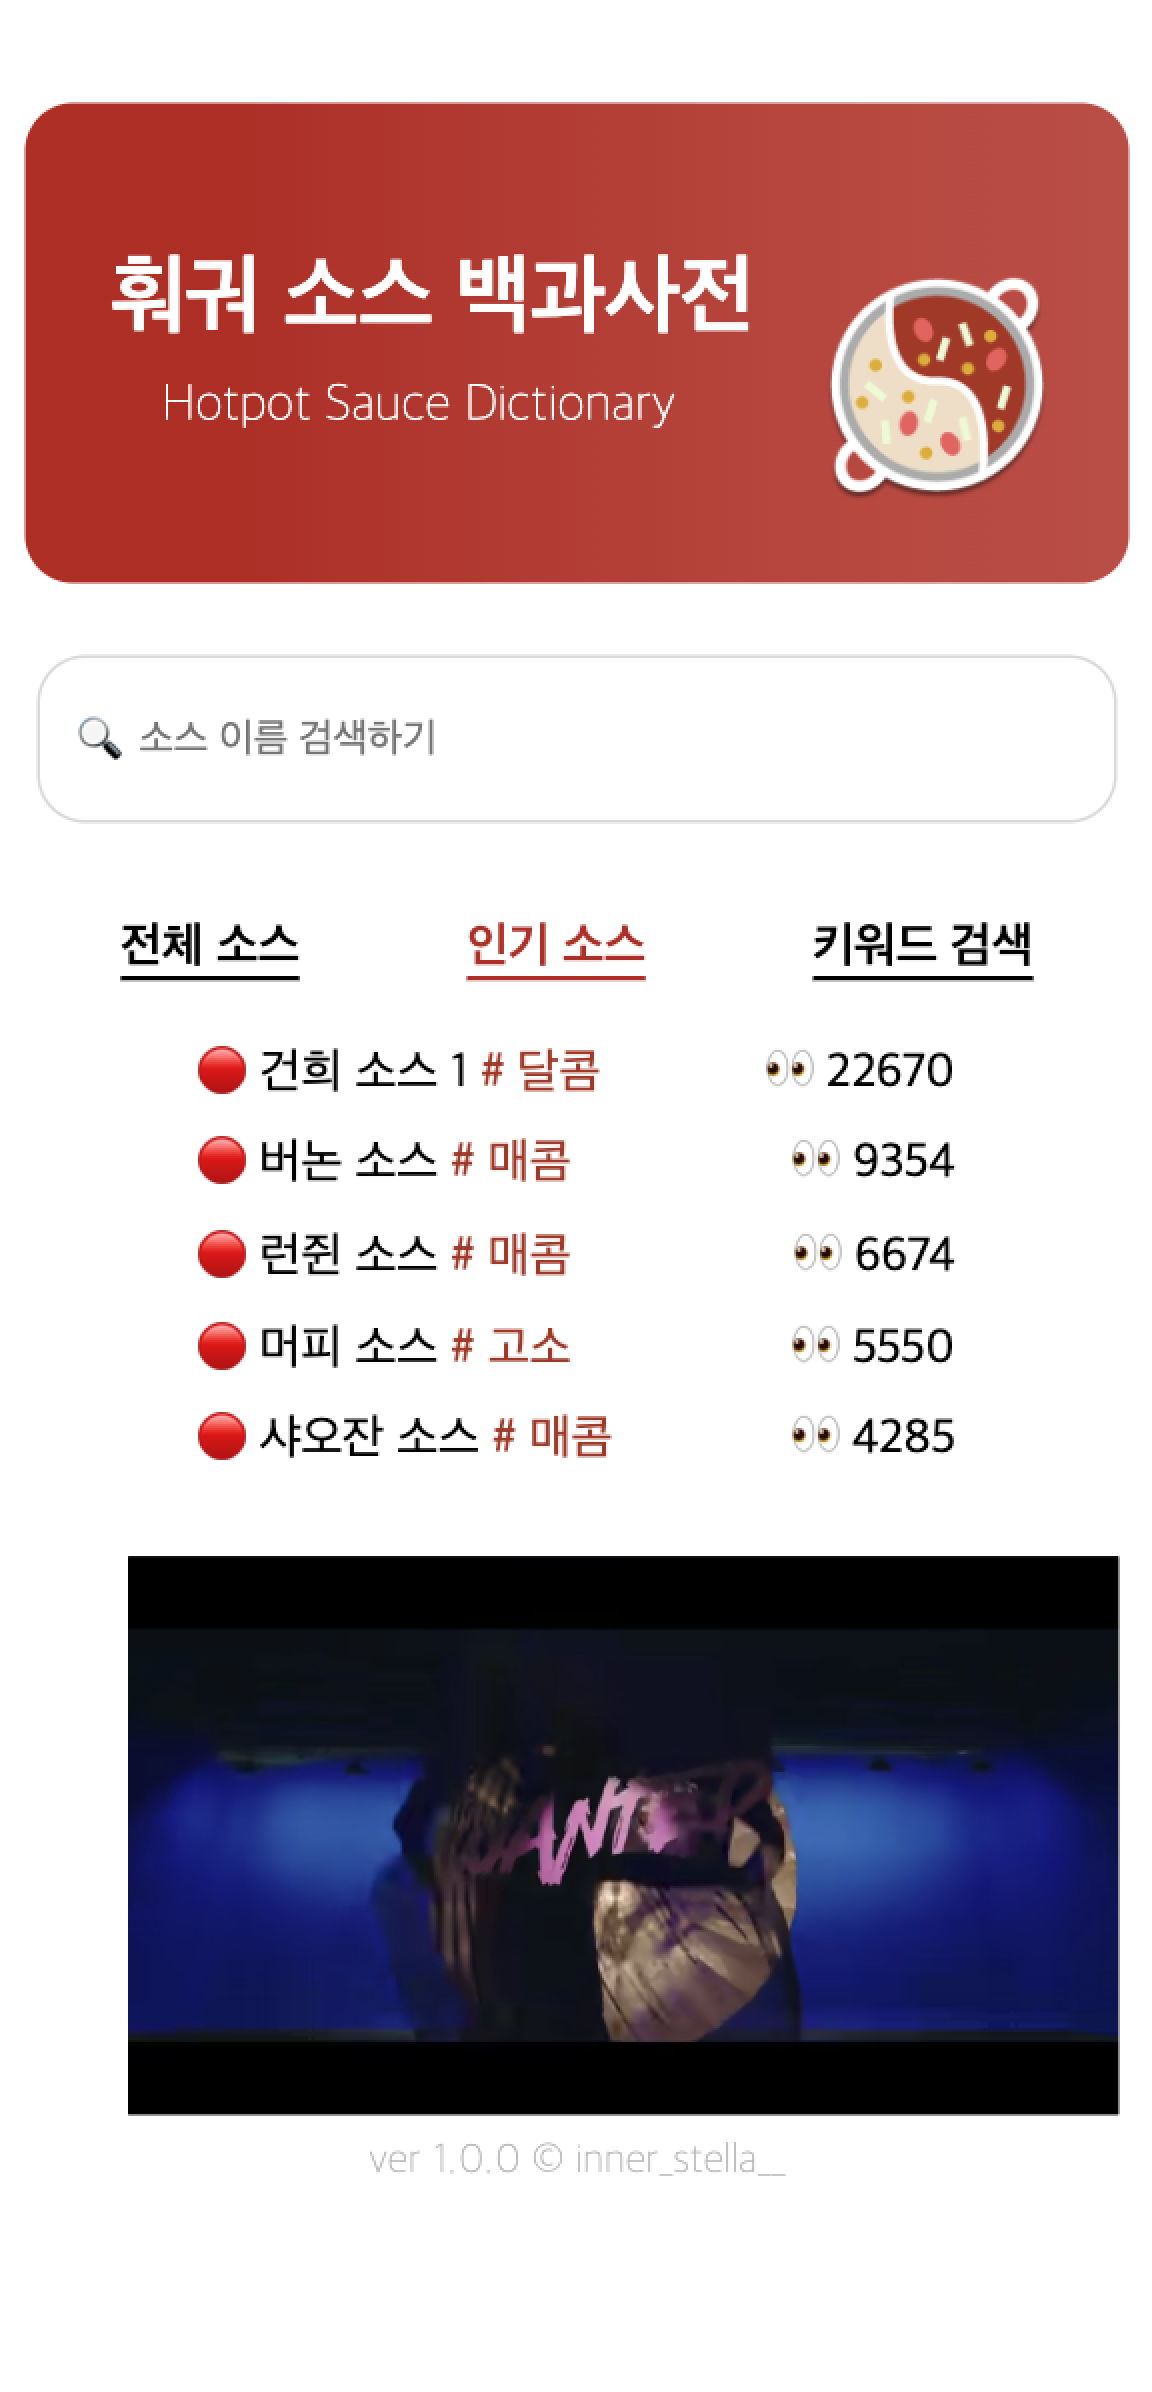 훠궈 소스 백과사전
Hotpot Sauce Dictionary
🔍 소스 이름 검색하기
전체 소스 인기 소스 키워드 검색
🔴 건희 소스 1 # 달콤 👀 22670
🔴 버논 소스 # 매콤 👀 9354
🔴 런쥔 소스 # 매콤 👀 6674
🔴 머피 소스 # 고소 👀 5550
🔴 샤오잔 소스 # 매콤 👀 4285
WANTED
ver 1.0.0 © inner_stella__